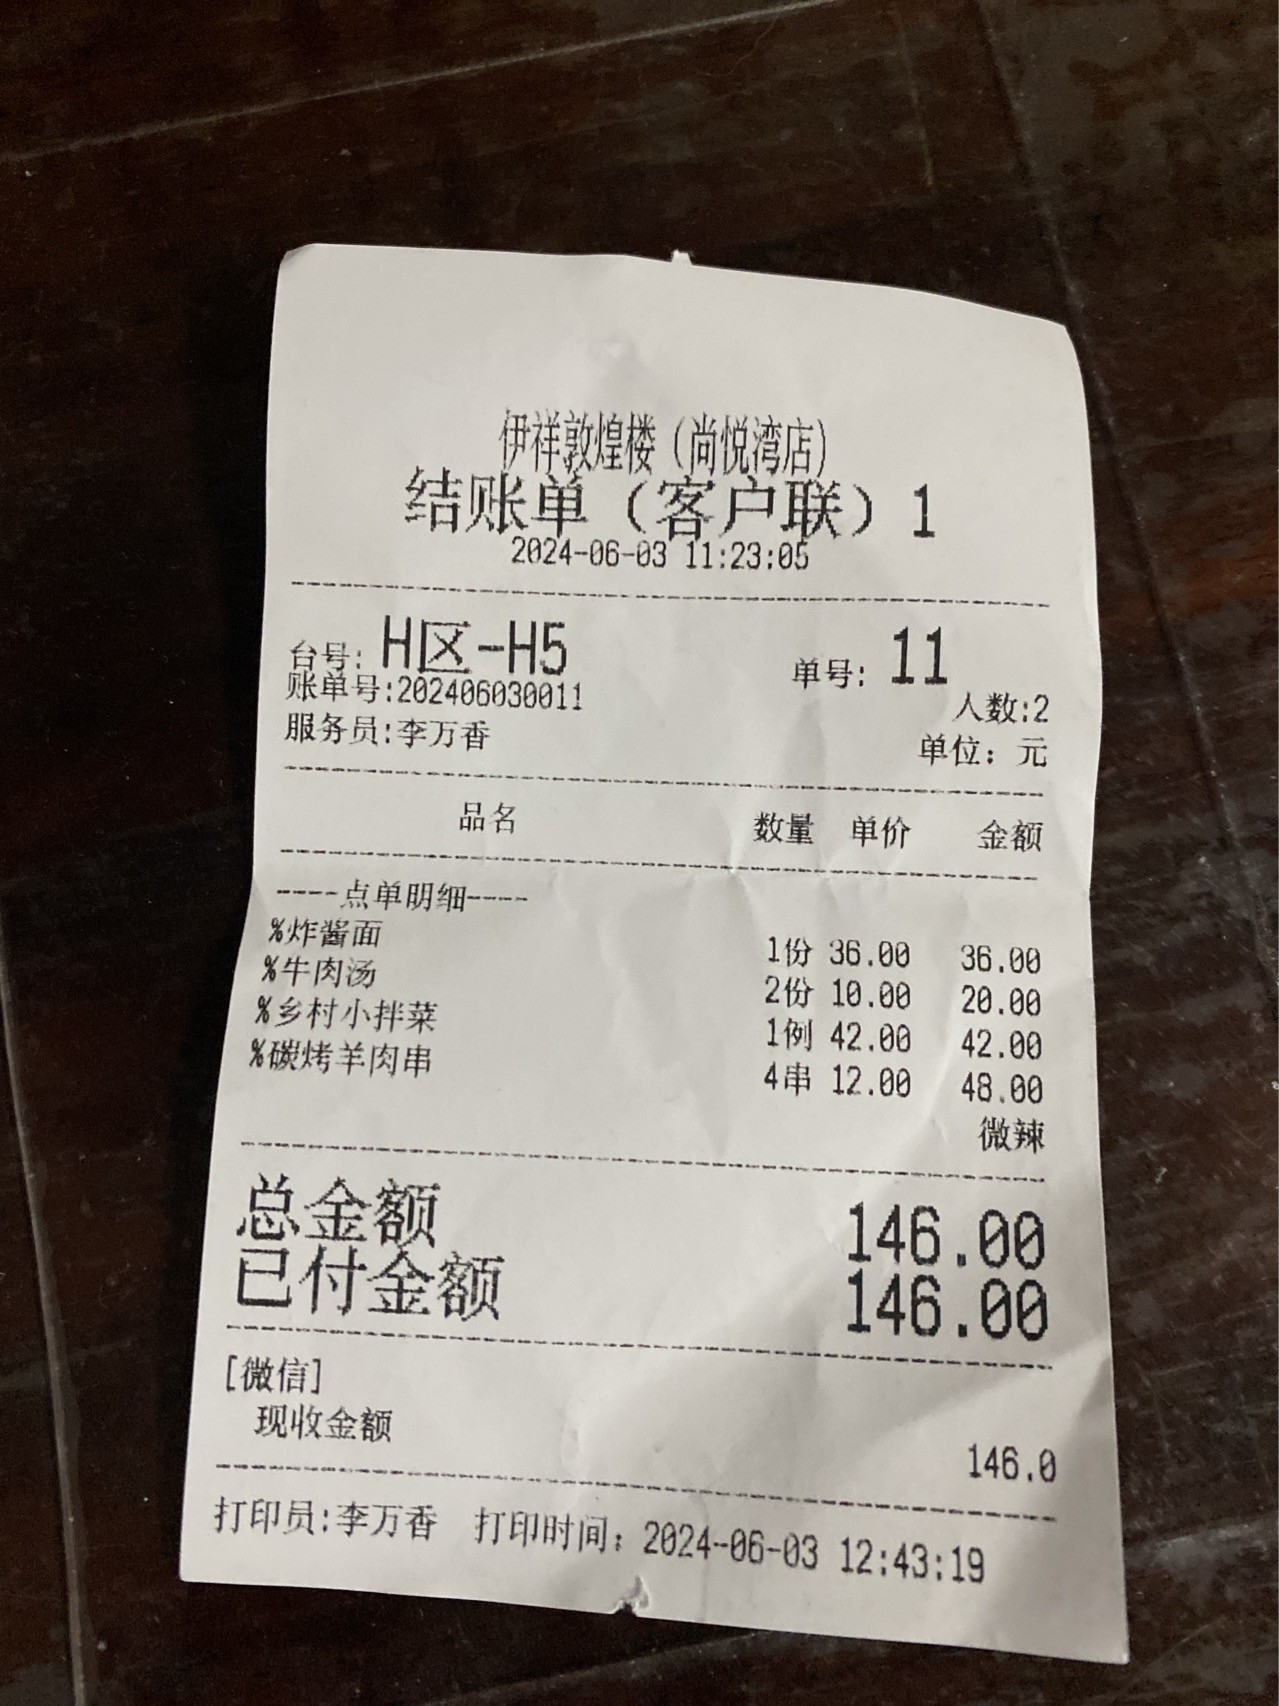 伊祥敦煌楼（尚悦湾店）
结账单（客户联）1
2024-06-03 11:23:05
台号: H区-H5 单号: 11
账单号:202406030011 人数:2
服务员:李万香 单位：元
品名 数量 单价 金额
----点单明细----
%炸酱面 1份 36.00 36.00
%牛肉汤 2份 10.00 20.00
%乡村小拌菜 1例 42.00 42.00
%碳烤羊肉串 4串 12.00 48.00
微辣
总金额 146.00
已付金额 146.00
[微信]
现收金额 146.0
打印员:李万香 打印时间：2024-06-03 12:43:19